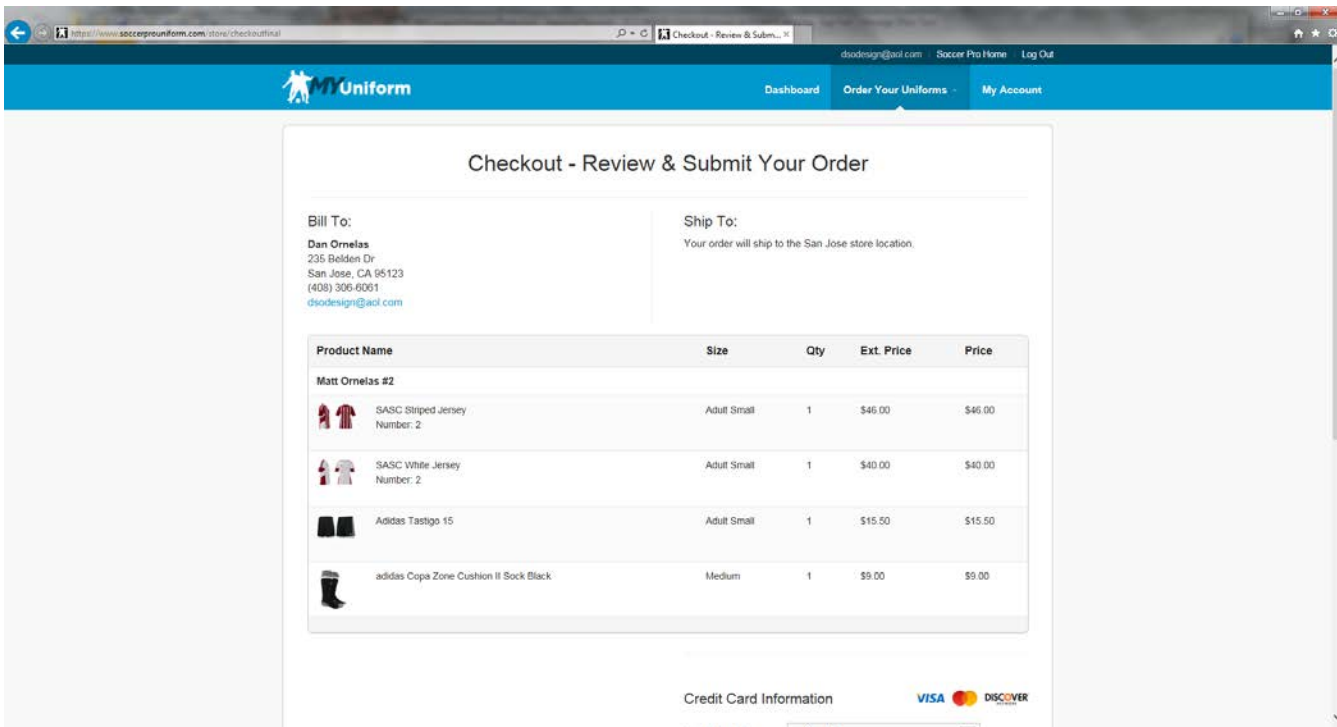 https://www.soccerprouniform.com/store/checkoutfinal
Checkout - Review & Subm...
dsodesign@aol.com Soccer Pro Home Log Out
MYUniform Dashboard Order Your Uniforms My Account
Checkout - Review & Submit Your Order
Bill To:
Dan Ornelas
235 Belden Dr
San Jose, CA 95123
(408) 306-6061
dsodesign@aol.com
Ship To:
Your order will ship to the San Jose store location.
Product Name Size Qty Ext. Price Price
Matt Ornelas #2
SASC Striped Jersey Adult Small 1 $46.00 $46.00
Number: 2
SASC White Jersey Adult Small 1 $40.00 $40.00
Number: 2
Adidas Tastigo 15 Adult Small 1 $15.50 $15.50
adidas Copa Zone Cushion II Sock Black Medium 1 $9.00 $9.00
Credit Card Information VISA DISCOVER